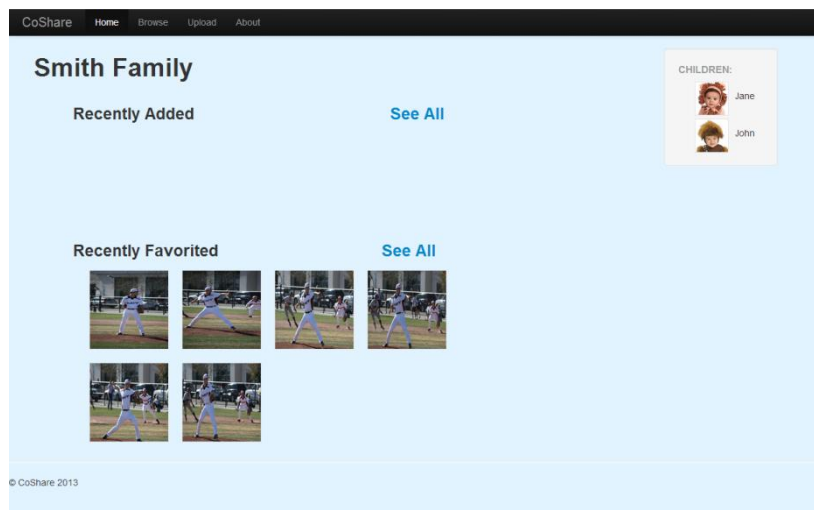 CoShare Home Browse Upload About
Smith Family
CHILDREN:
Jane
John
Recently Added See All
Recently Favorited See All
© CoShare 2013